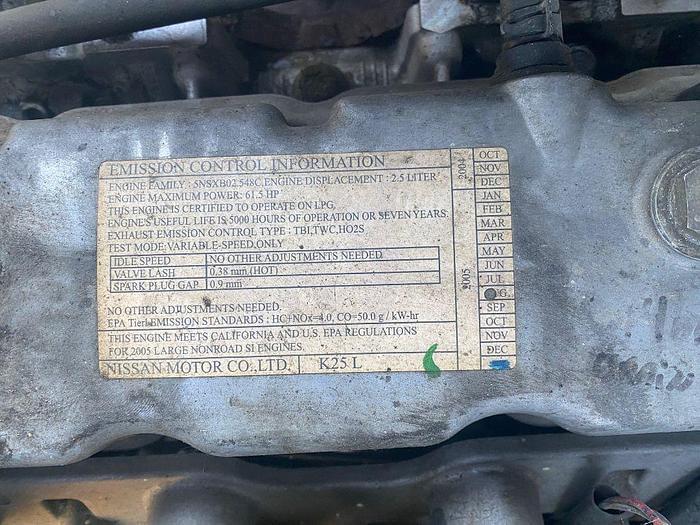 EMISSION CONTROL INFORMATION
ENGINE FAMILY : 5NSXB02.548C, ENGINE DISPLACEMENT : 2.5 LITER
ENGINE MAXIMUM POWER: 61.5 HP
THIS ENGINE IS CERTIFIED TO OPERATE ON LPG.
ENGINE'S USEFUL LIFE IS 5000 HOURS OF OPERATION OR SEVEN YEARS.
EXHAUST EMISSION CONTROL TYPE : TBI,TWC,HO2S
TEST MODE:VARIABLE-SPEED,ONLY
IDLE SPEED NO OTHER ADJUSTMENTS NEEDED
VALVE LASH 0.38 mm (HOT)
SPARK PLUG GAP 0.9 mm
NO OTHER ADJUSTMENTS NEEDED.
EPA Tier1 EMISSION STANDARDS : HC+NOx=4.0, CO=50.0 g / kW-hr
THIS ENGINE MEETS CALIFORNIA AND U.S. EPA REGULATIONS
FOR 2005 LARGE NONROAD SI ENGINES.
NISSAN MOTOR CO.,LTD. K25 L
2004
OCT
NOV
DEC
2005
JAN
FEB
MAR
APR
MAY
JUN
JUL
G.
SEP
OCT
NOV
DEC